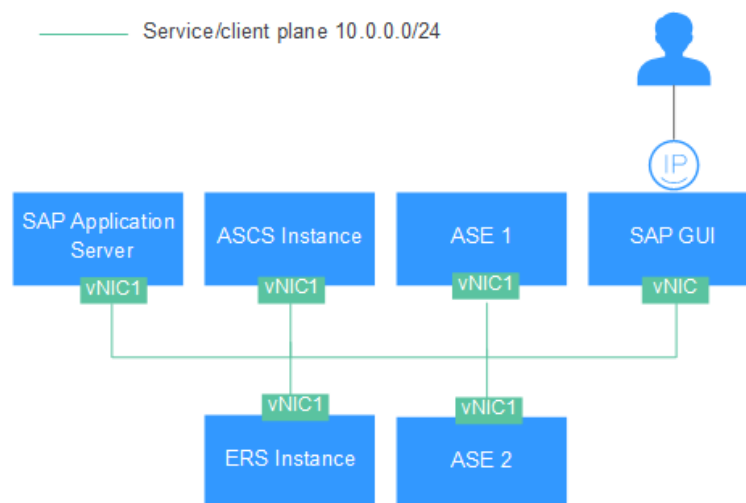 Service/client plane 10.0.0.0/24
IP
SAP Application
Server
ASCS Instance
ASE 1
SAP GUI
vNIC1
vNIC1
vNIC1
vNIC
vNIC1
vNIC1
ERS Instance
ASE 2